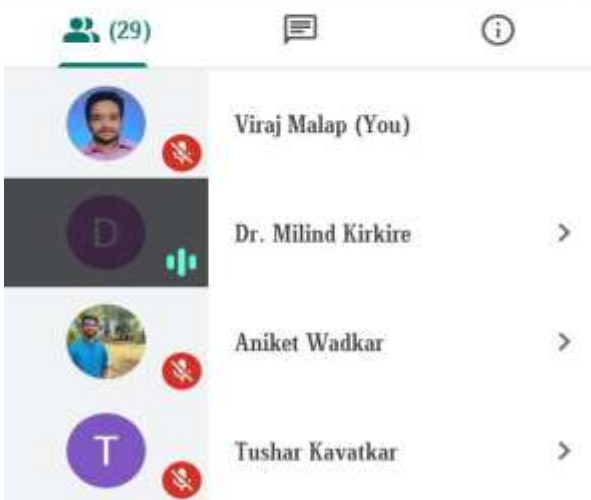 (29)
Viraj Malap (You)
D
Dr. Milind Kirkire
Aniket Wadkar
T
Tushar Kavatkar